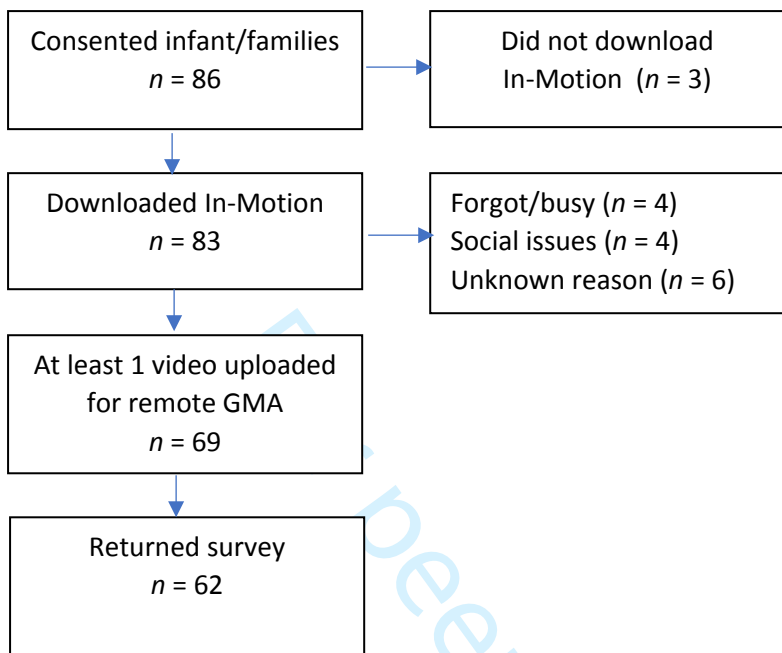 Consented infant/families
n = 86
Did not download
In-Motion (n = 3)
Downloaded In-Motion
n = 83
Forgot/busy (n = 4)
Social issues (n = 4)
Unknown reason (n = 6)
At least 1 video uploaded
for remote GMA
n = 69
Returned survey
n = 62